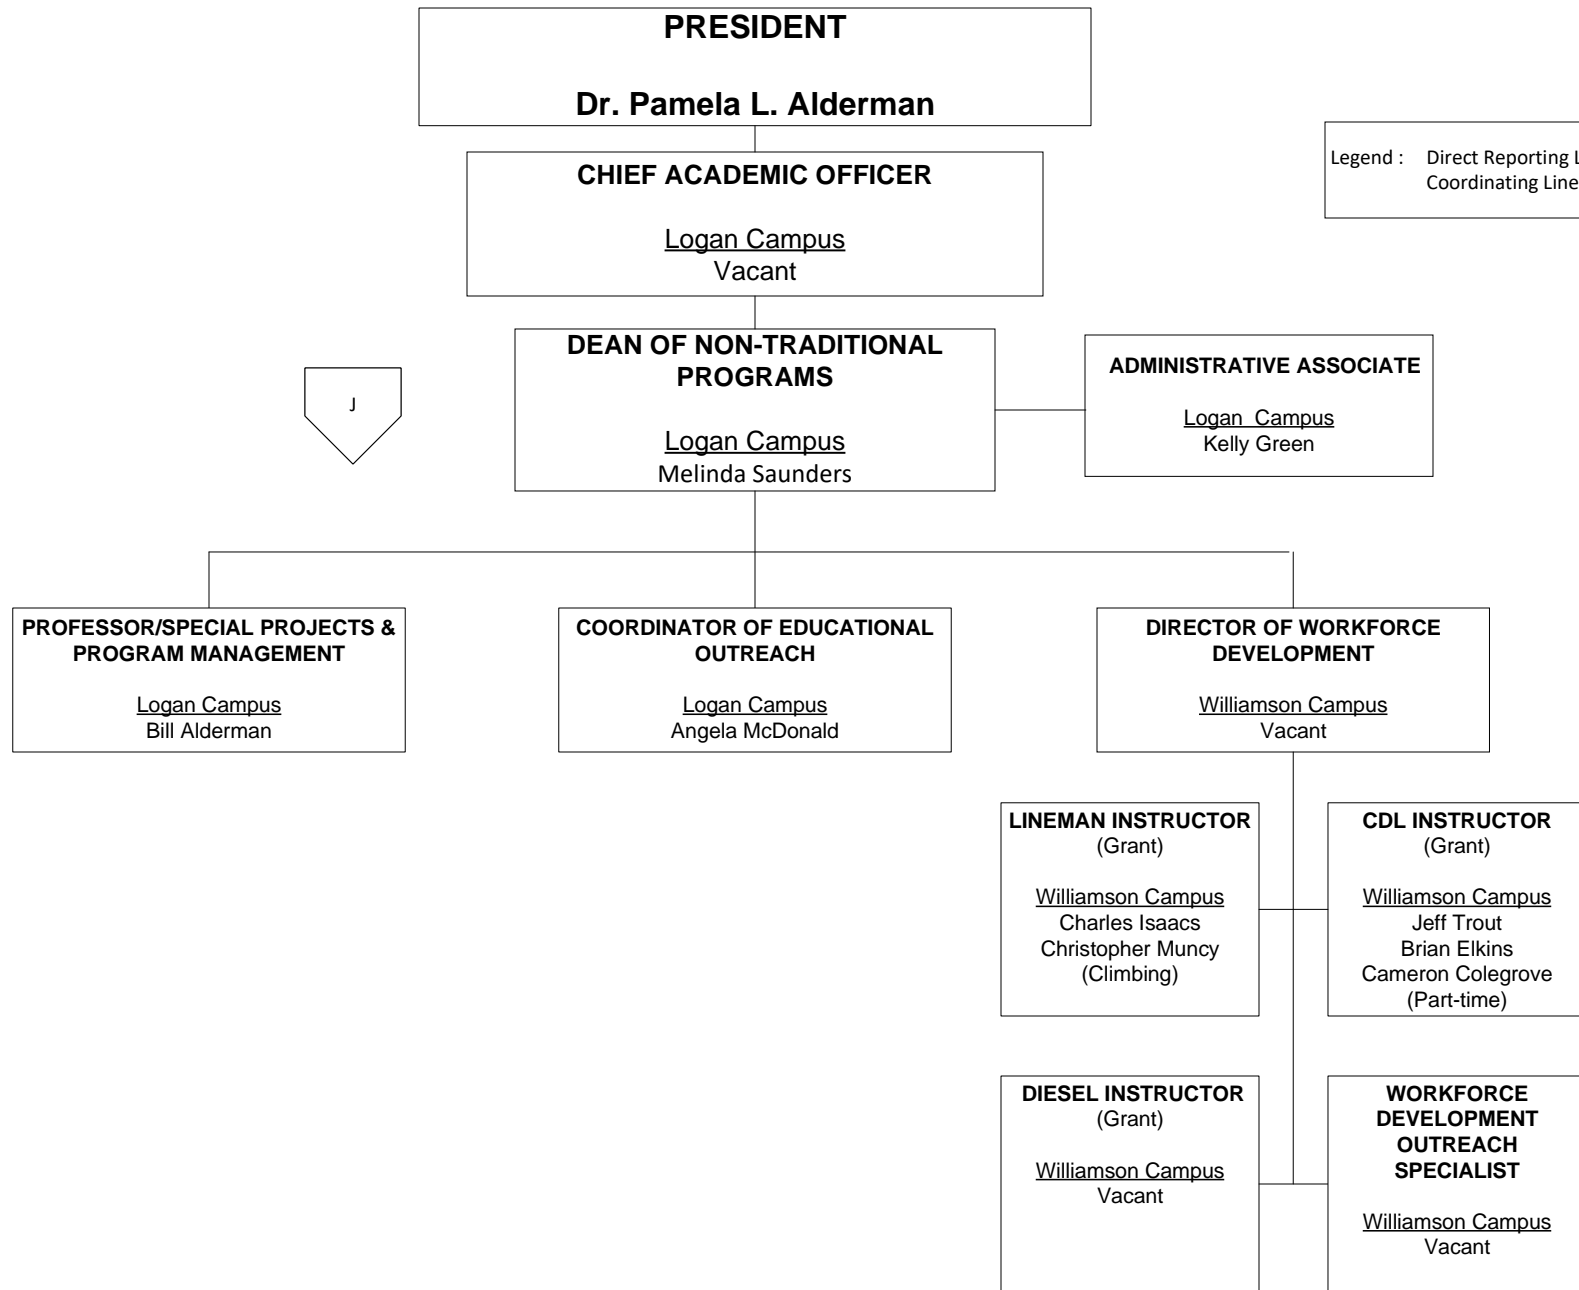 PRESIDENT
Dr. Pamela L. Alderman
CHIEF ACADEMIC OFFICER
Logan Campus
Vacant
Legend : Direct Reporting L
Coordinating Line
DEAN OF NON-TRADITIONAL
PROGRAMS
Logan Campus
Melinda Saunders
ADMINISTRATIVE ASSOCIATE
Logan Campus
Kelly Green
J
PROFESSOR/SPECIAL PROJECTS &
PROGRAM MANAGEMENT
Logan Campus
Bill Alderman
COORDINATOR OF EDUCATIONAL
OUTREACH
Logan Campus
Angela McDonald
DIRECTOR OF WORKFORCE
DEVELOPMENT
Williamson Campus
Vacant
LINEMAN INSTRUCTOR
(Grant)
Williamson Campus
Charles Isaacs
Christopher Muncy
(Climbing)
CDL INSTRUCTOR
(Grant)
Williamson Campus
Jeff Trout
Brian Elkins
Cameron Colegrove
(Part-time)
DIESEL INSTRUCTOR
(Grant)
Williamson Campus
Vacant
WORKFORCE
DEVELOPMENT
OUTREACH
SPECIALIST
Williamson Campus
Vacant